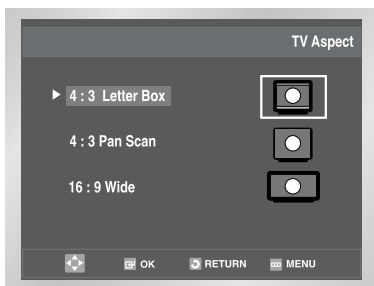 TV Aspect
4 : 3 Letter Box
4 : 3 Pan Scan
16 : 9 Wide
OK RETURN MENU